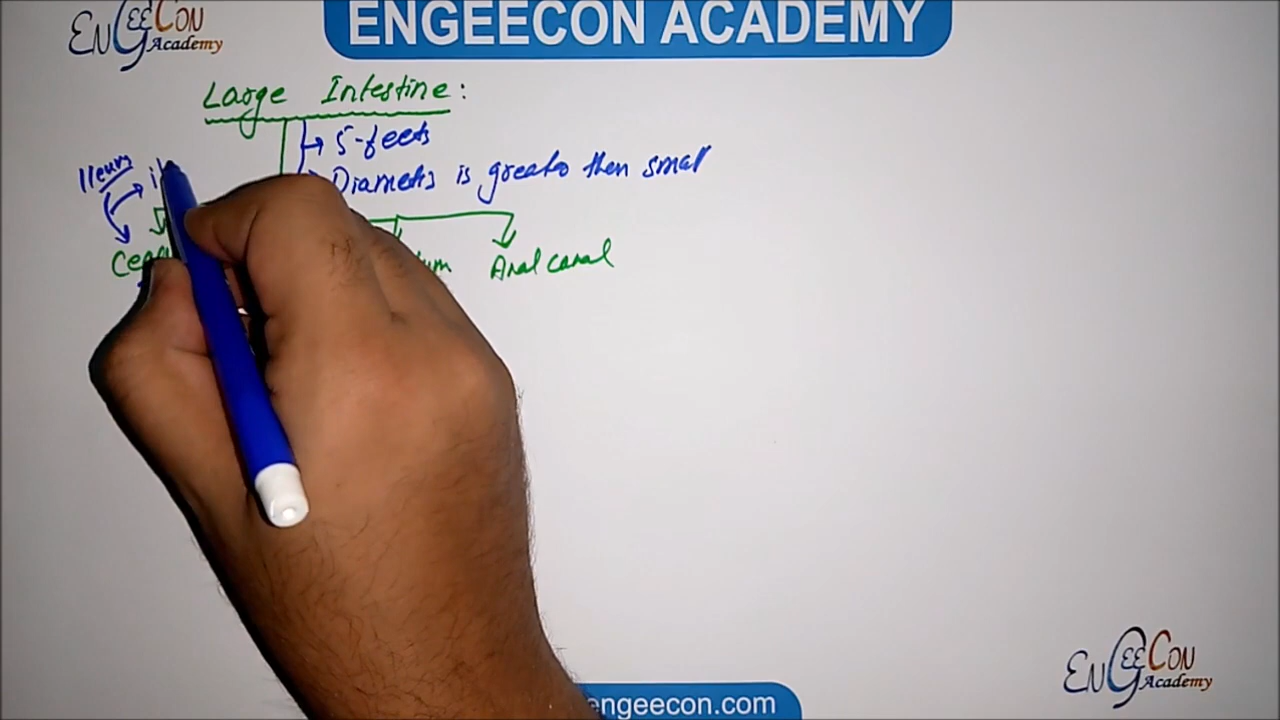 ENGEECON ACADEMY
ENGEECON
Academy
Large Intestine:
5-feets
Ileum
Diameter is greater then small
Anal canal
engeecon.com
ENGEECON
Academy